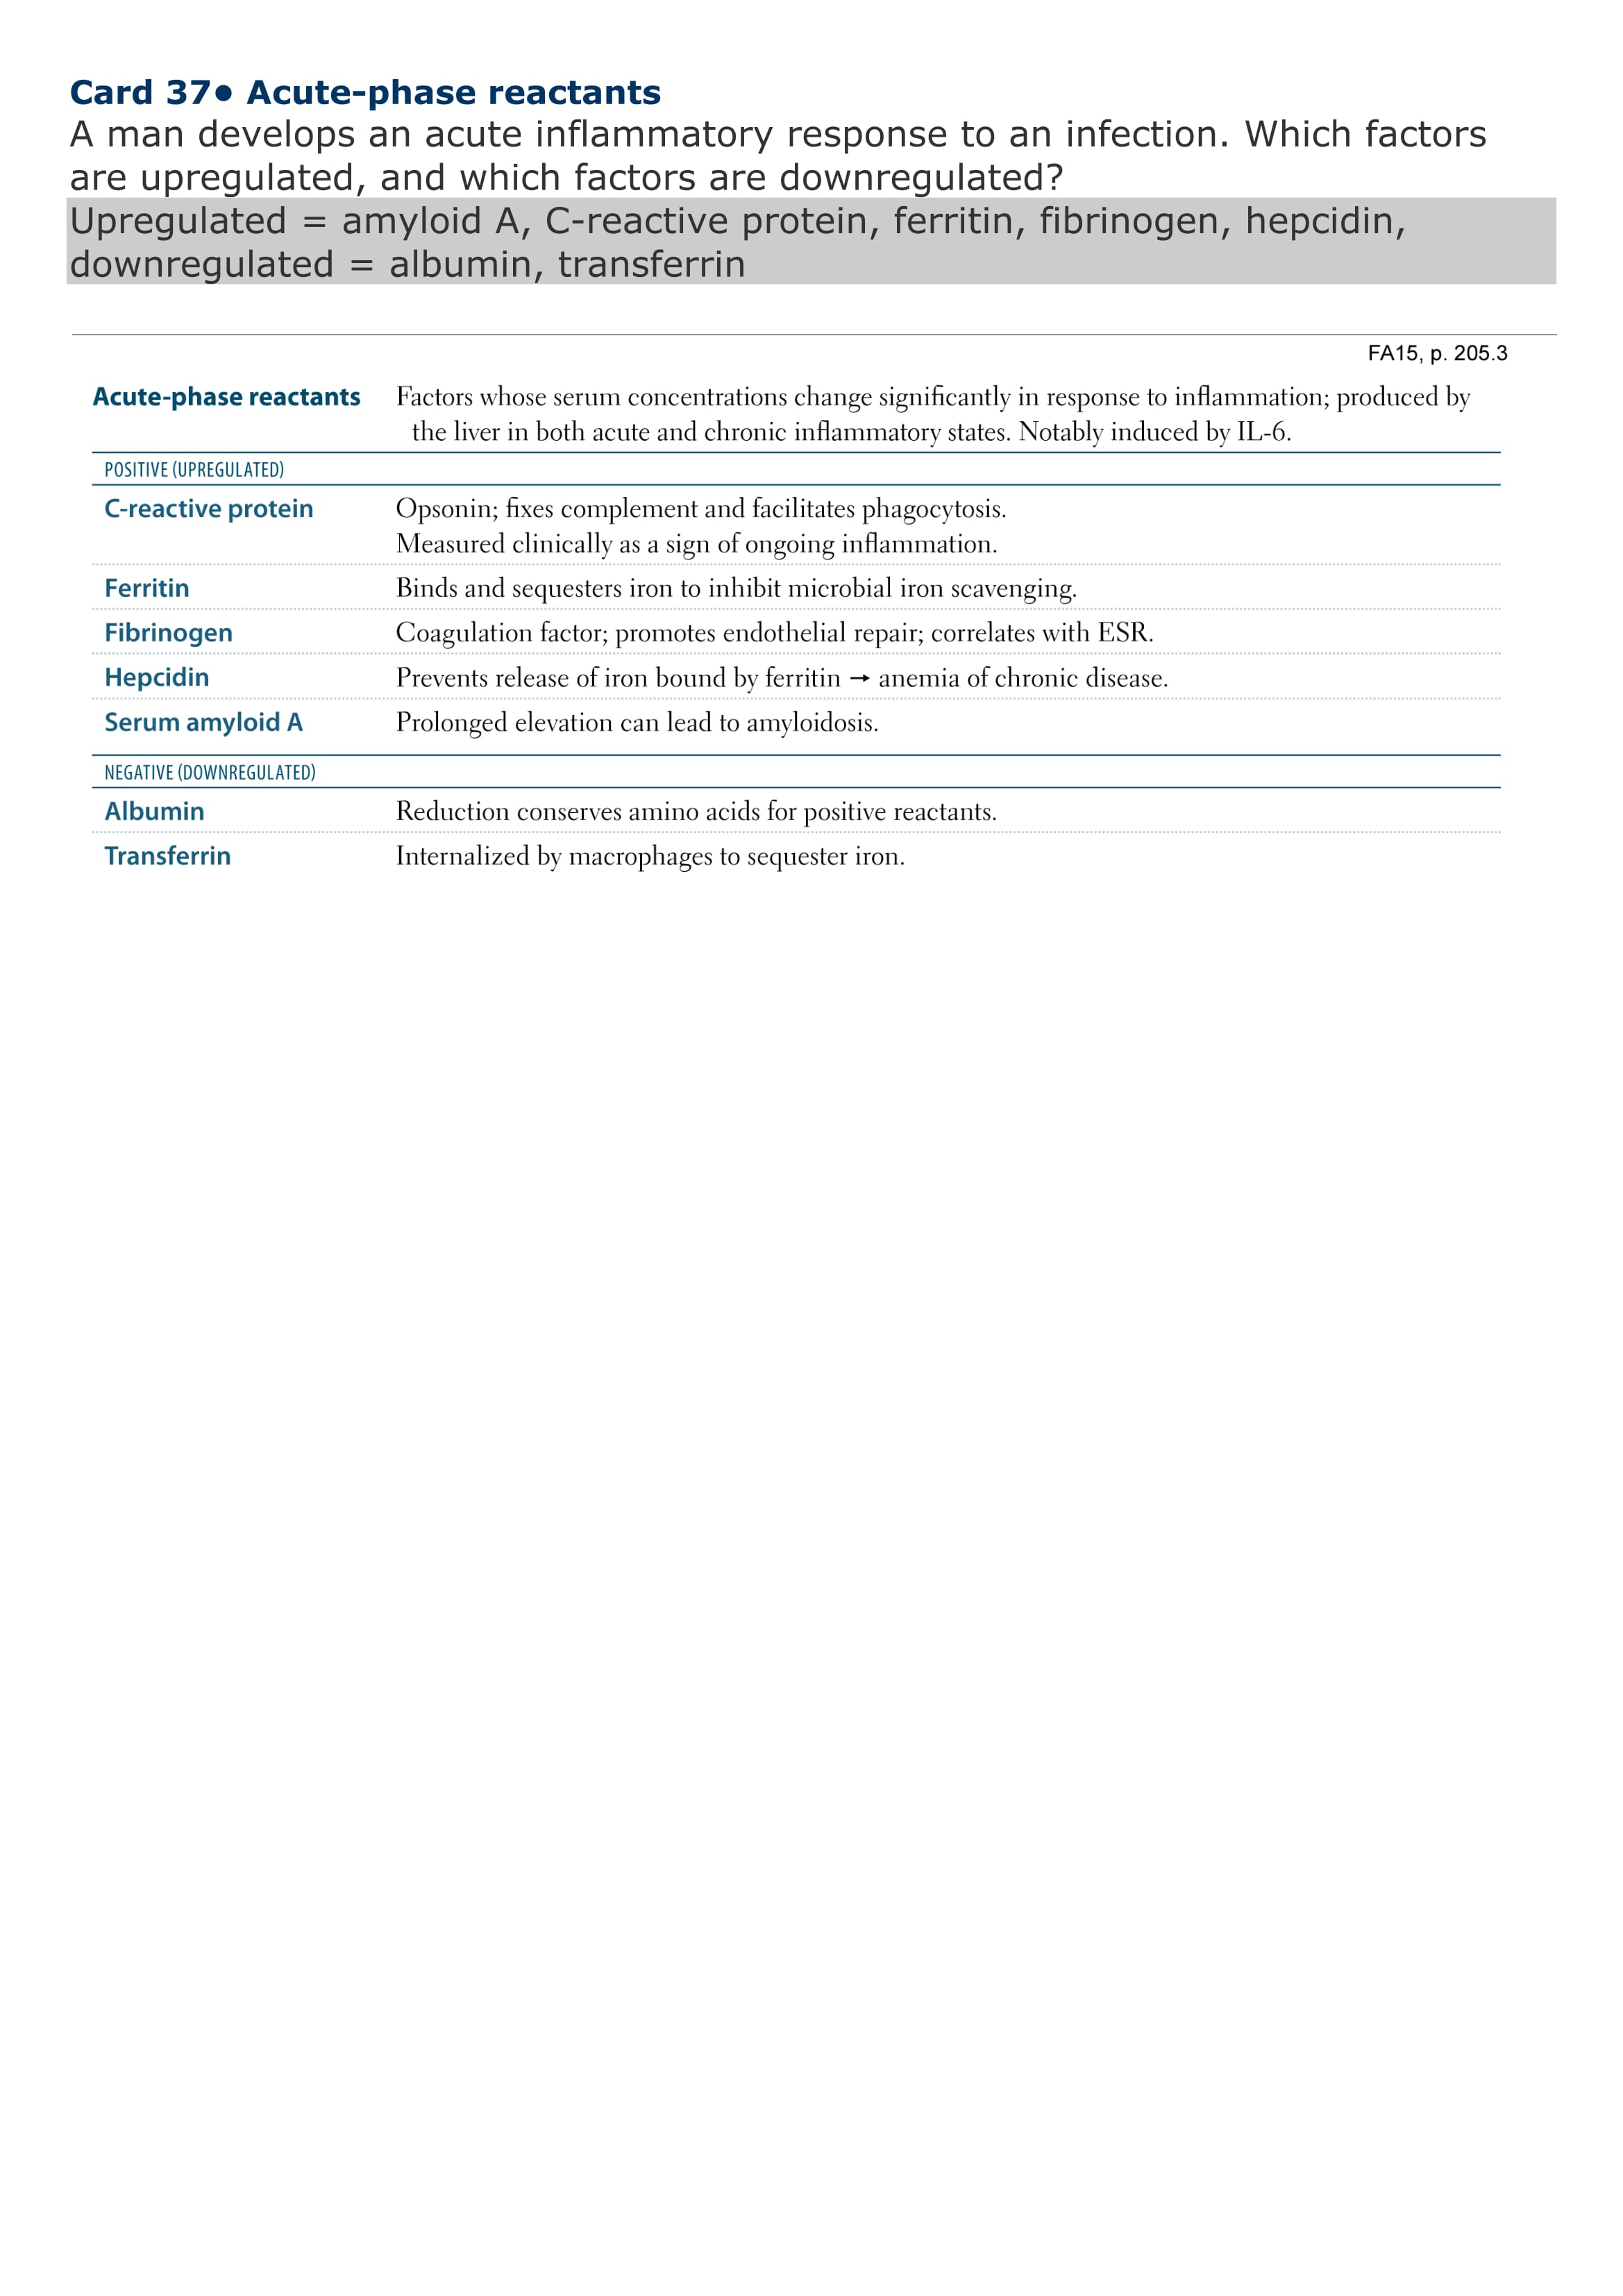 Card 37• Acute-phase reactants
A man develops an acute inflammatory response to an infection. Which factors
are upregulated, and which factors are downregulated?
Upregulated = amyloid A, C-reactive protein, ferritin, fibrinogen, hepcidin,
downregulated = albumin, transferrin
FA15, p. 205.3
Acute-phase reactants Factors whose serum concentrations change significantly in response to inflammation; produced by
the liver in both acute and chronic inflammatory states. Notably induced by IL-6.
POSITIVE (UPREGULATED)
C-reactive protein Opsonin; fixes complement and facilitates phagocytosis.
Measured clinically as a sign of ongoing inflammation.
Ferritin Binds and sequesters iron to inhibit microbial iron scavenging.
Fibrinogen Coagulation factor; promotes endothelial repair; correlates with ESR.
Hepcidin Prevents release of iron bound by ferritin → anemia of chronic disease.
Serum amyloid A Prolonged elevation can lead to amyloidosis.
NEGATIVE (DOWNREGULATED)
Albumin Reduction conserves amino acids for positive reactants.
Transferrin Internalized by macrophages to sequester iron.